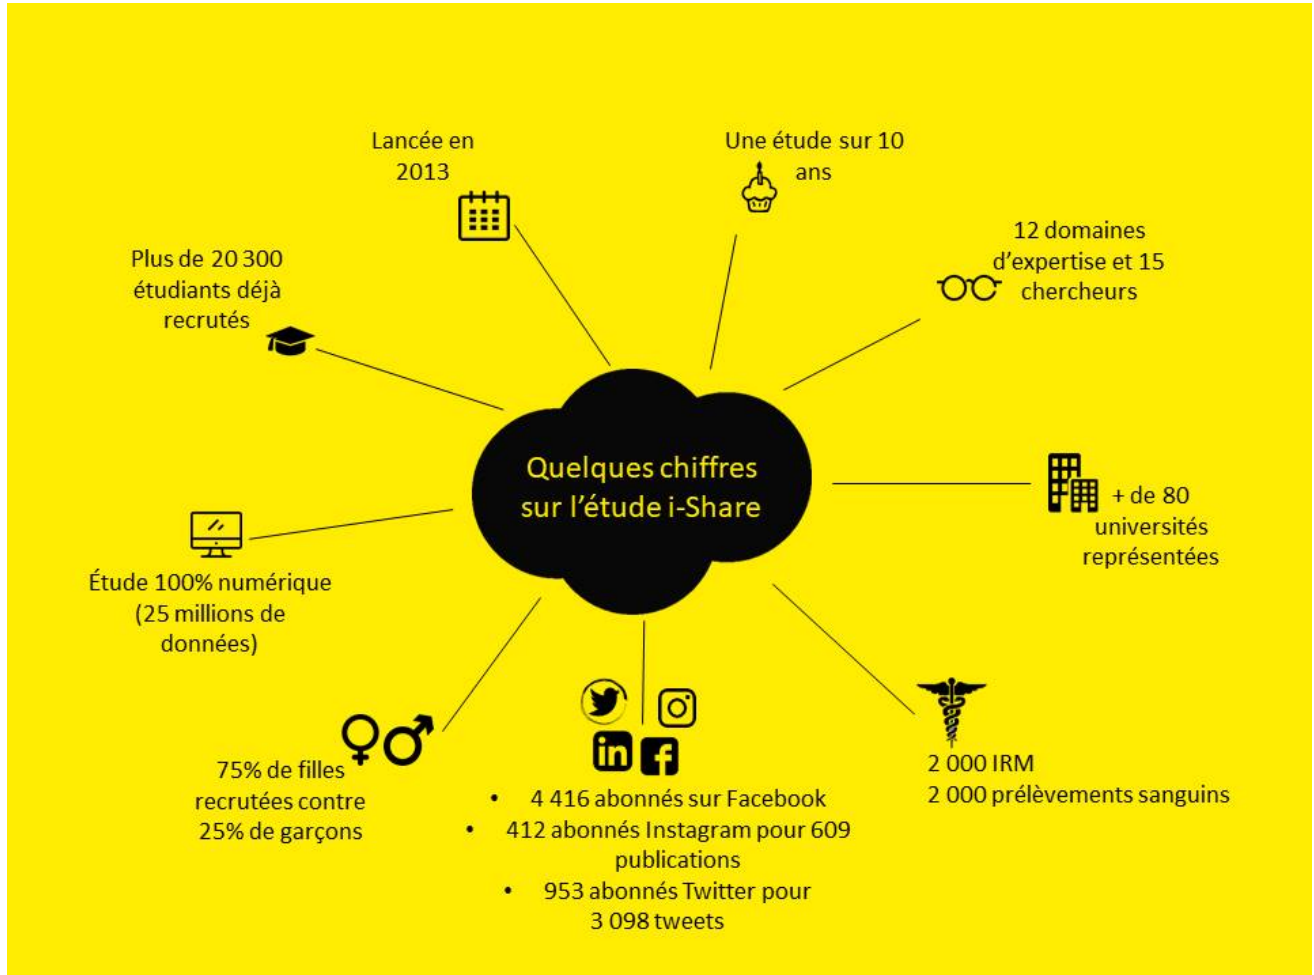 Lancée en
2013
Une étude sur 10
ans
12 domaines
d’expertise et 15
chercheurs
Plus de 20 300
étudiants déjà
recrutés
Quelques chiffres
sur l’étude i-Share
+ de 80
universités
représentées
Étude 100% numérique
(25 millions de
données)
75% de filles
recrutées contre
25% de garçons
in
• 4 416 abonnés sur Facebook
• 412 abonnés Instagram pour 609
publications
• 953 abonnés Twitter pour
3 098 tweets
2 000 IRM
2 000 prélèvements sanguins